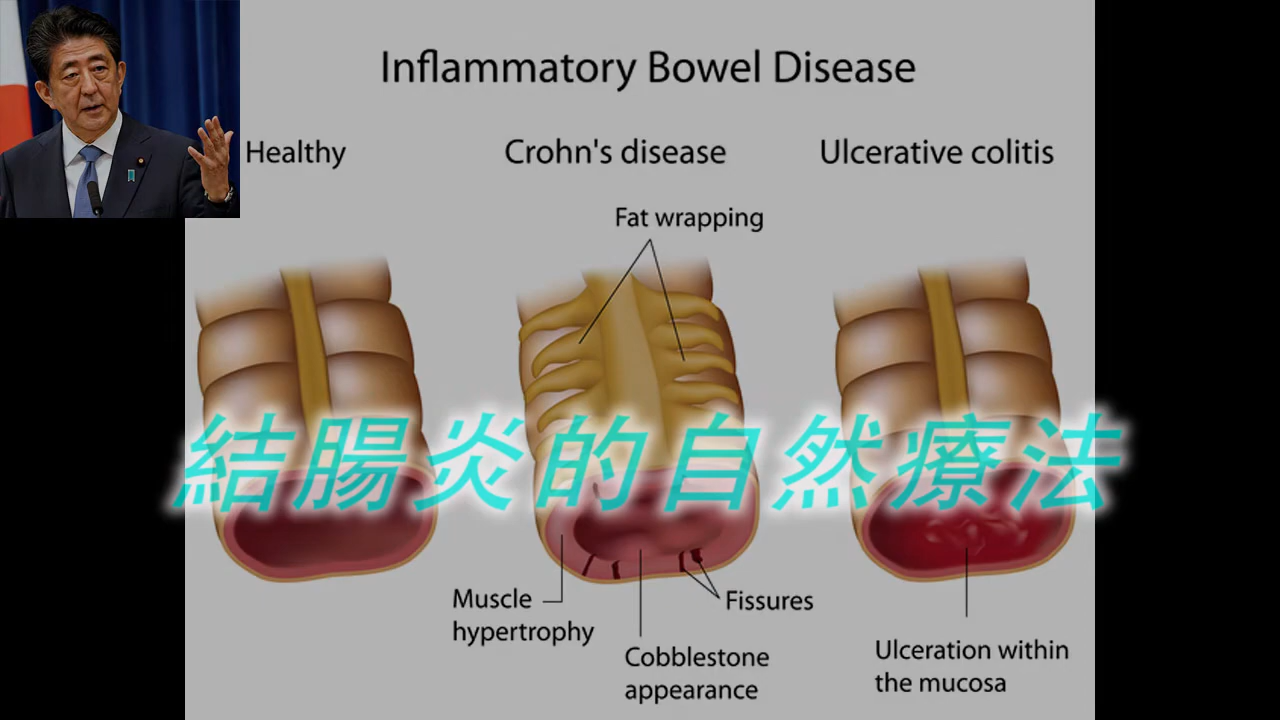 Inflammatory Bowel Disease
Healthy
Crohn's disease
Ulcerative colitis
Fat wrapping
結腸炎的自然療法
Muscle
hypertrophy
Fissures
Cobblestone
appearance
Ulceration within
the mucosa